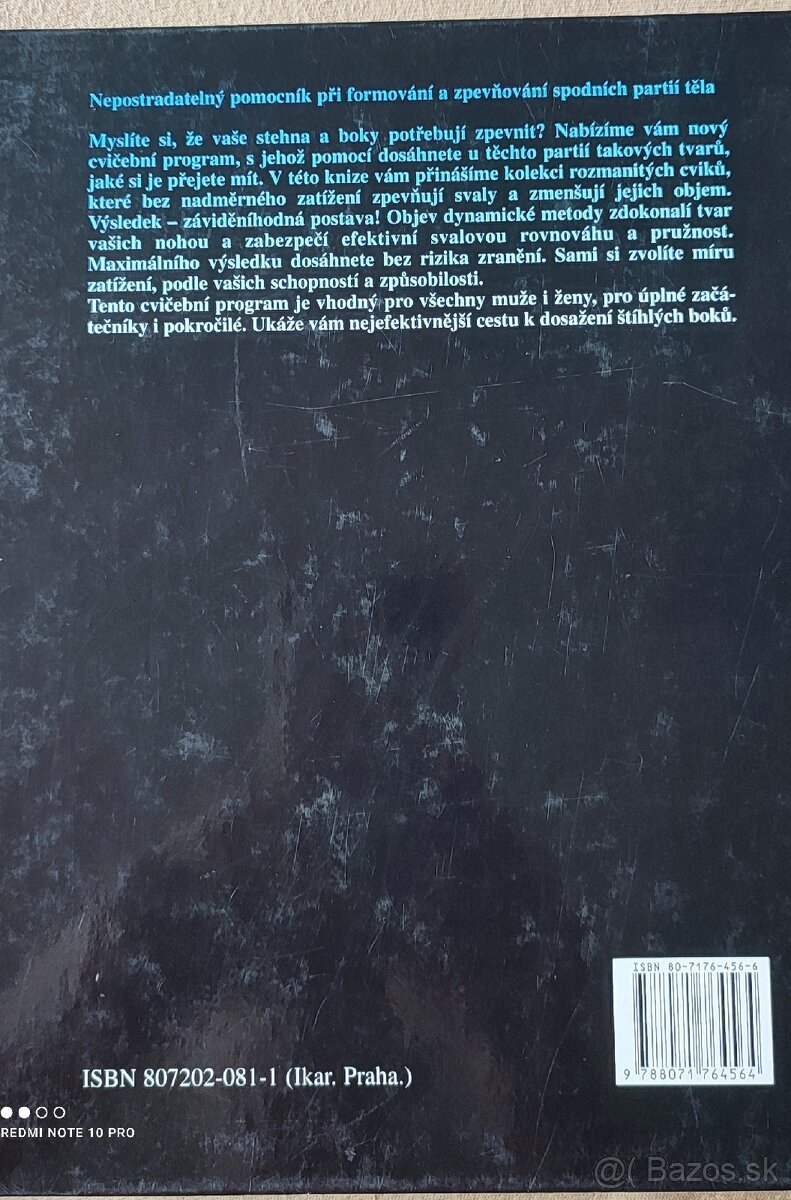 Nepostradatelný pomocník při formování a zpevňování spodních partií těla
Myslíte si, že vaše stehna a boky potřebují zpevnit? Nabízíme vám nový
cvičební program, s jehož pomocí dosáhnete u těchto partií takových tvarů,
jaké si je přejete mít. V této knize vám přinášíme kolekci rozmanitých cviků,
které bez nadměrného zatížení zpevňují svaly a zmenšují jejich objem.
Výsledek – záviděníhodná postava! Objev dynamické metody zdokonalí tvar
vašich nohou a zabezpečí efektivní svalovou rovnováhu a pružnost.
Maximálního výsledku dosáhnete bez rizika zranění. Sami si zvolíte míru
zatížení, podle vašich schopností a způsobilosti.
Tento cvičební program je vhodný pro všechny muže i ženy, pro úplné začá-
tečníky i pokročilé. Ukáže vám nejefektivnější cestu k dosažení štíhlých boků.
ISBN 80-7176-456-6
9 788071 764564
ISBN 807202-081-1 (Ikar. Praha.)
REDMI NOTE 10 PRO
@( Bazos.sk